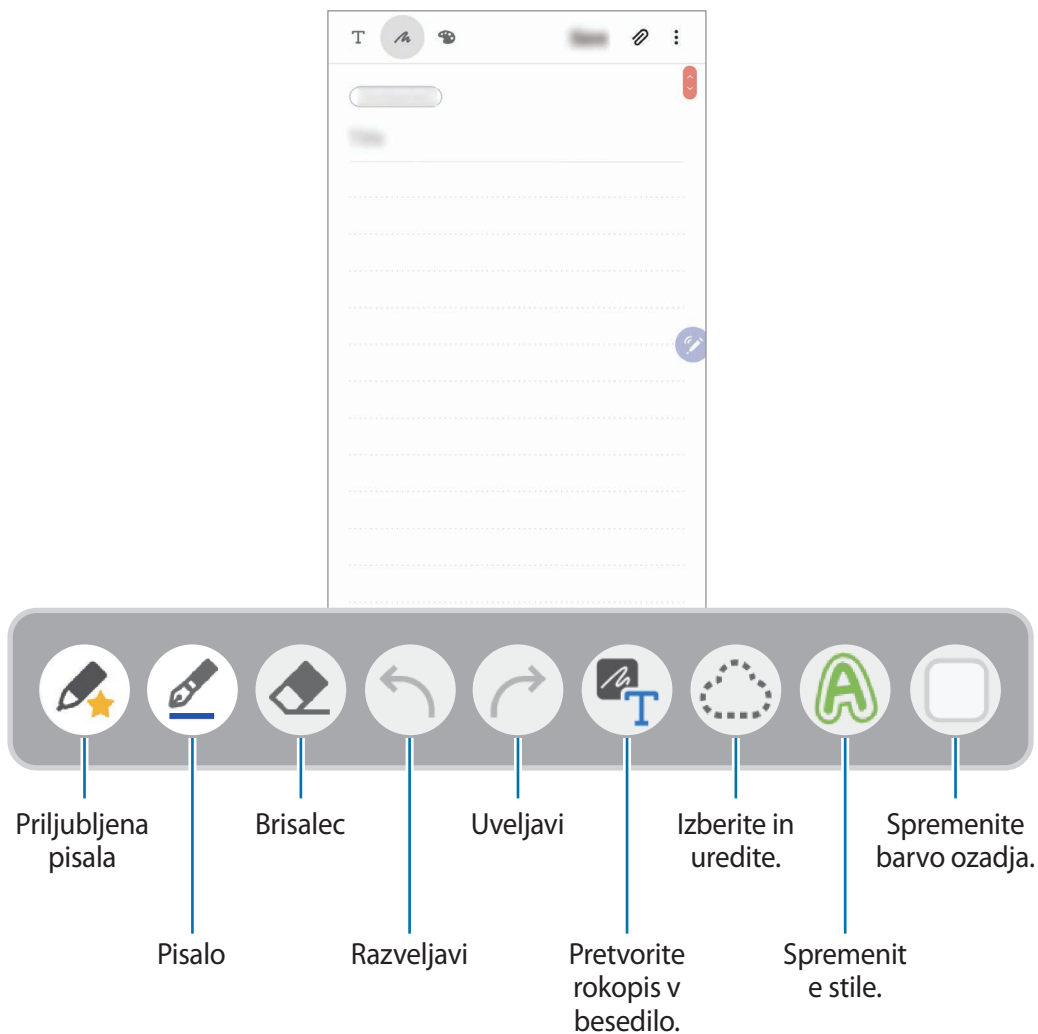 T
Priljubljena
pisala
Brisalec
Uveljavi
Izberite in
uredite.
Spremenite
barvo ozadja.
Pisalo
Razveljavi
Pretvorite
rokopis v
besedilo.
Spremenit
e stile.